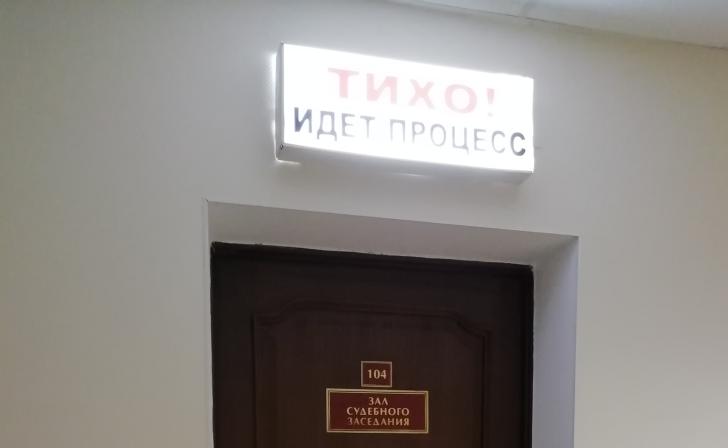 ТИХО!
ИДЕТ ПРОЦЕСС
104
ЗАЛ
СУДЕБНОГО
ЗАСЕДАНИЯ